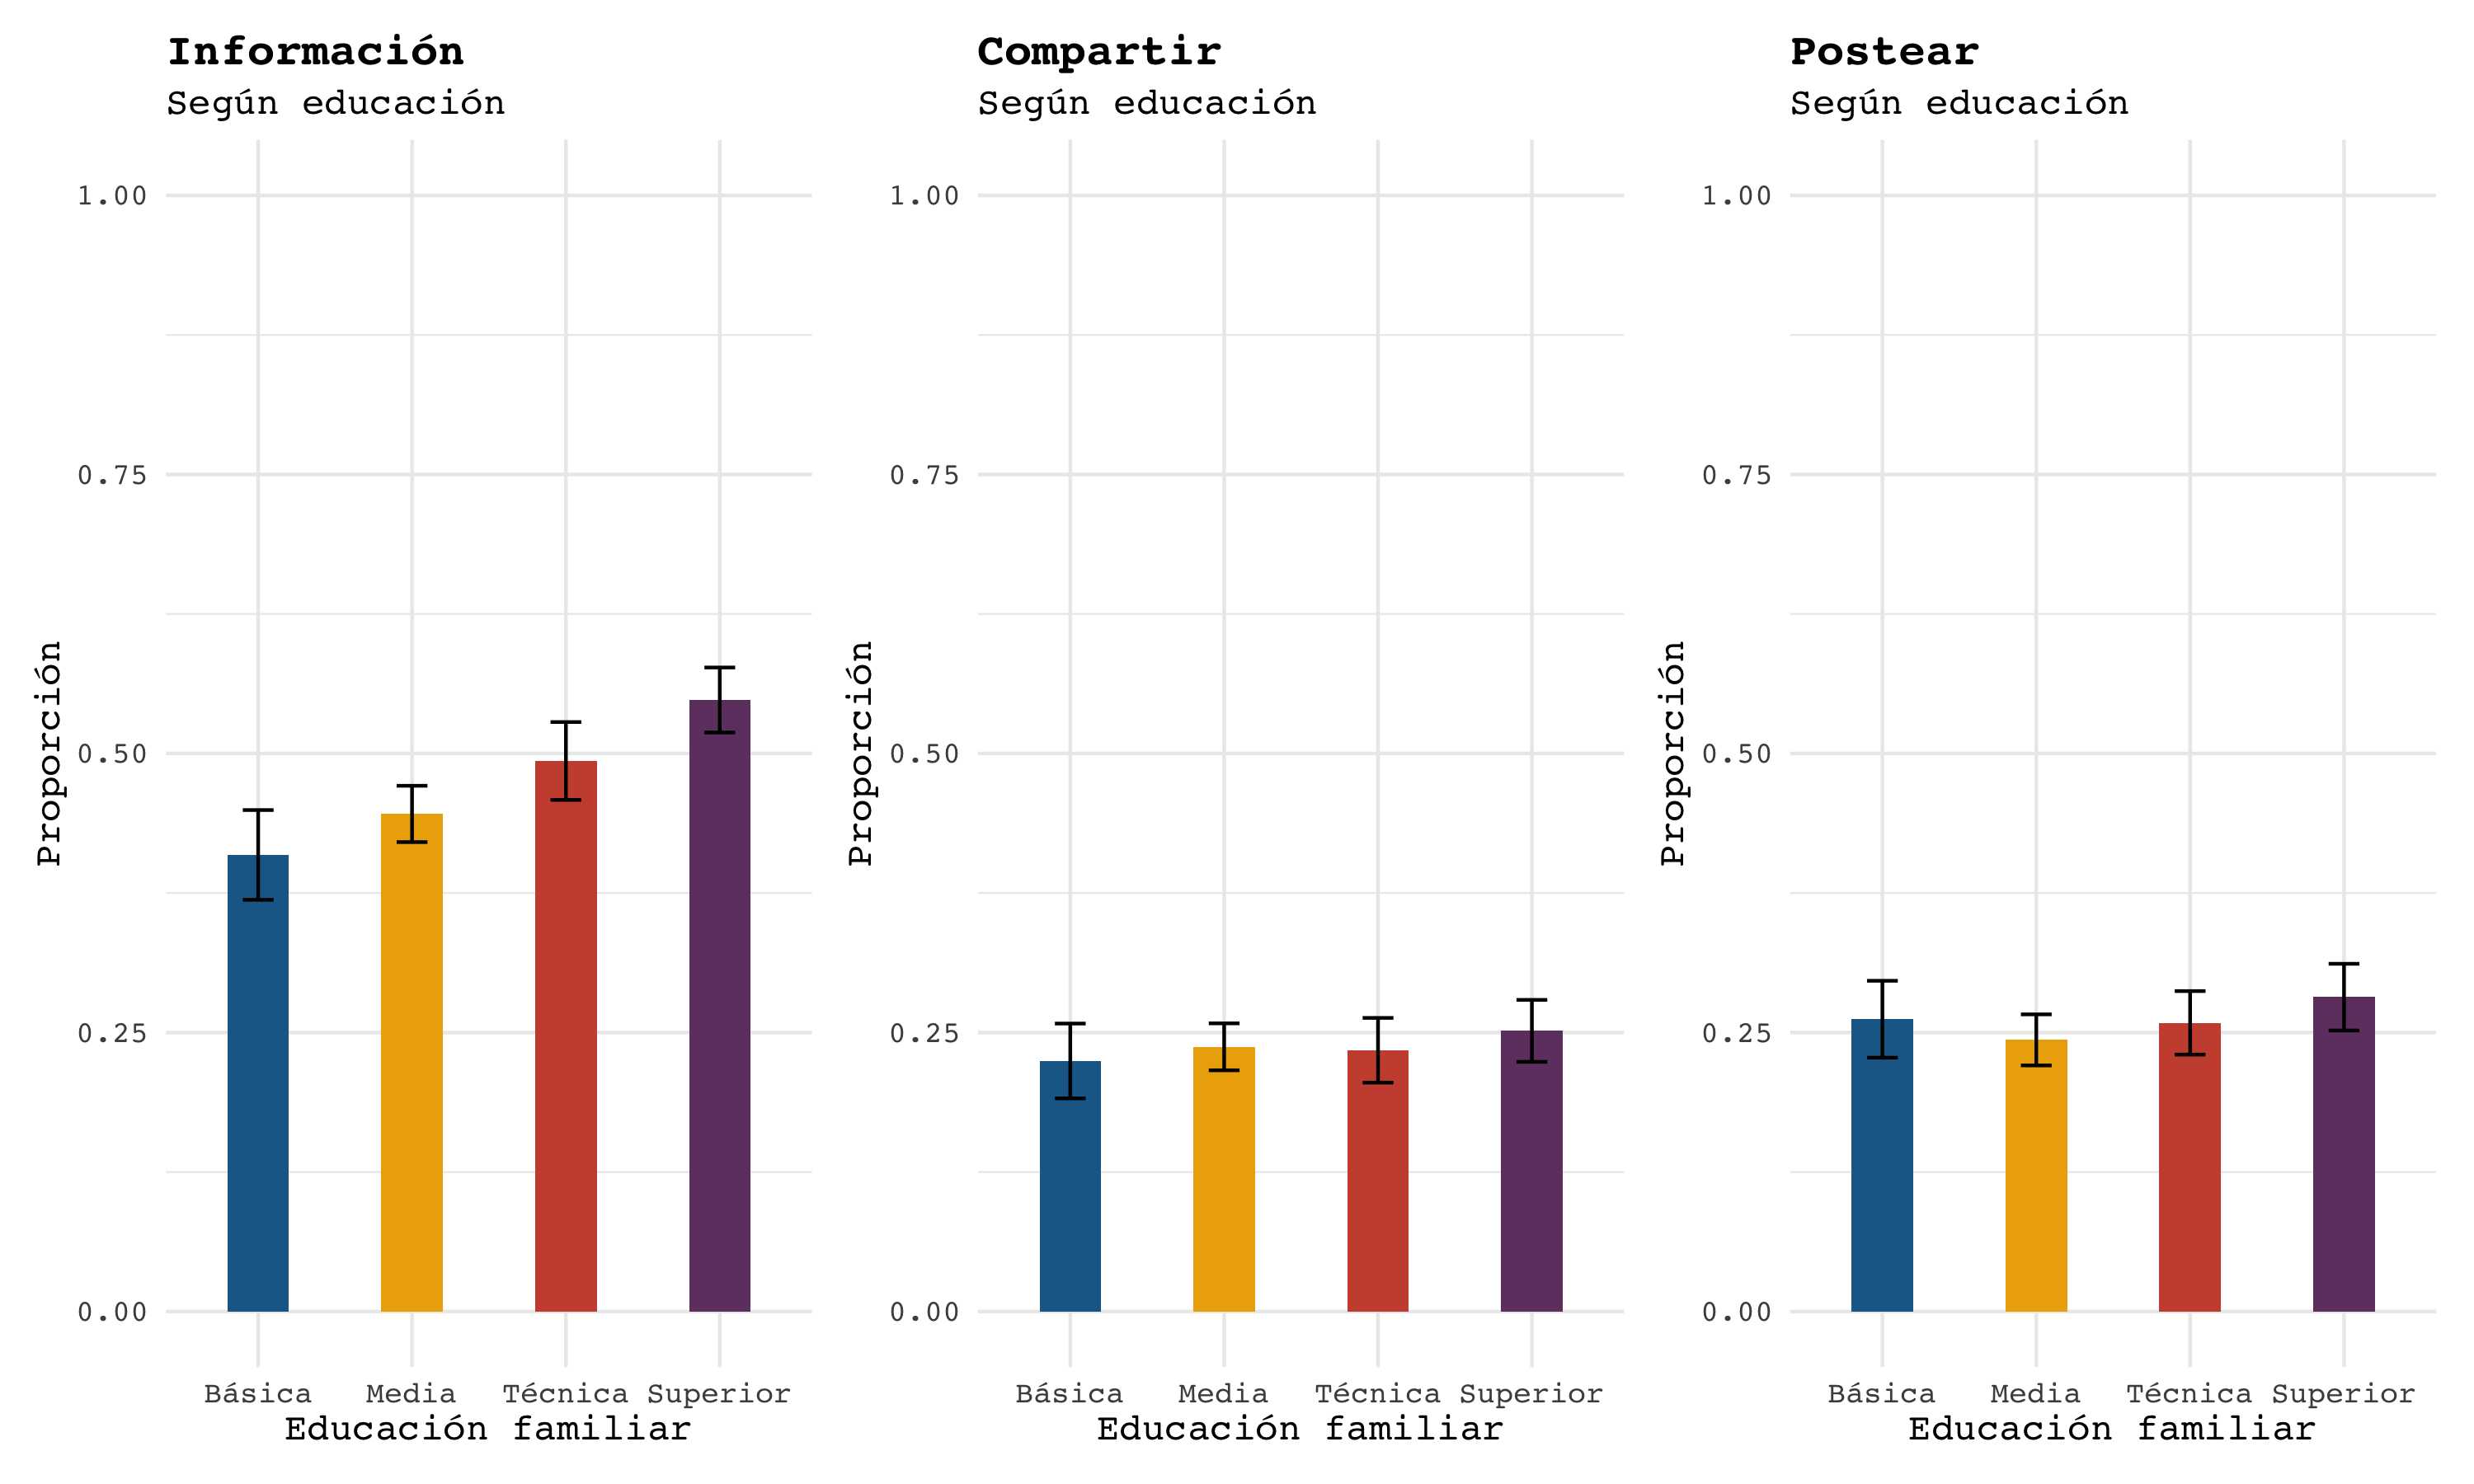 Información
Según educación
1.00
0.75
0.50
0.25
0.00
Proporción
Básica Media Técnica Superior
Educación familiar
Compartir
Según educación
1.00
0.75
0.50
0.25
0.00
Proporción
Básica Media Técnica Superior
Educación familiar
Postear
Según educación
1.00
0.75
0.50
0.25
0.00
Proporción
Básica Media Técnica Superior
Educación familiar